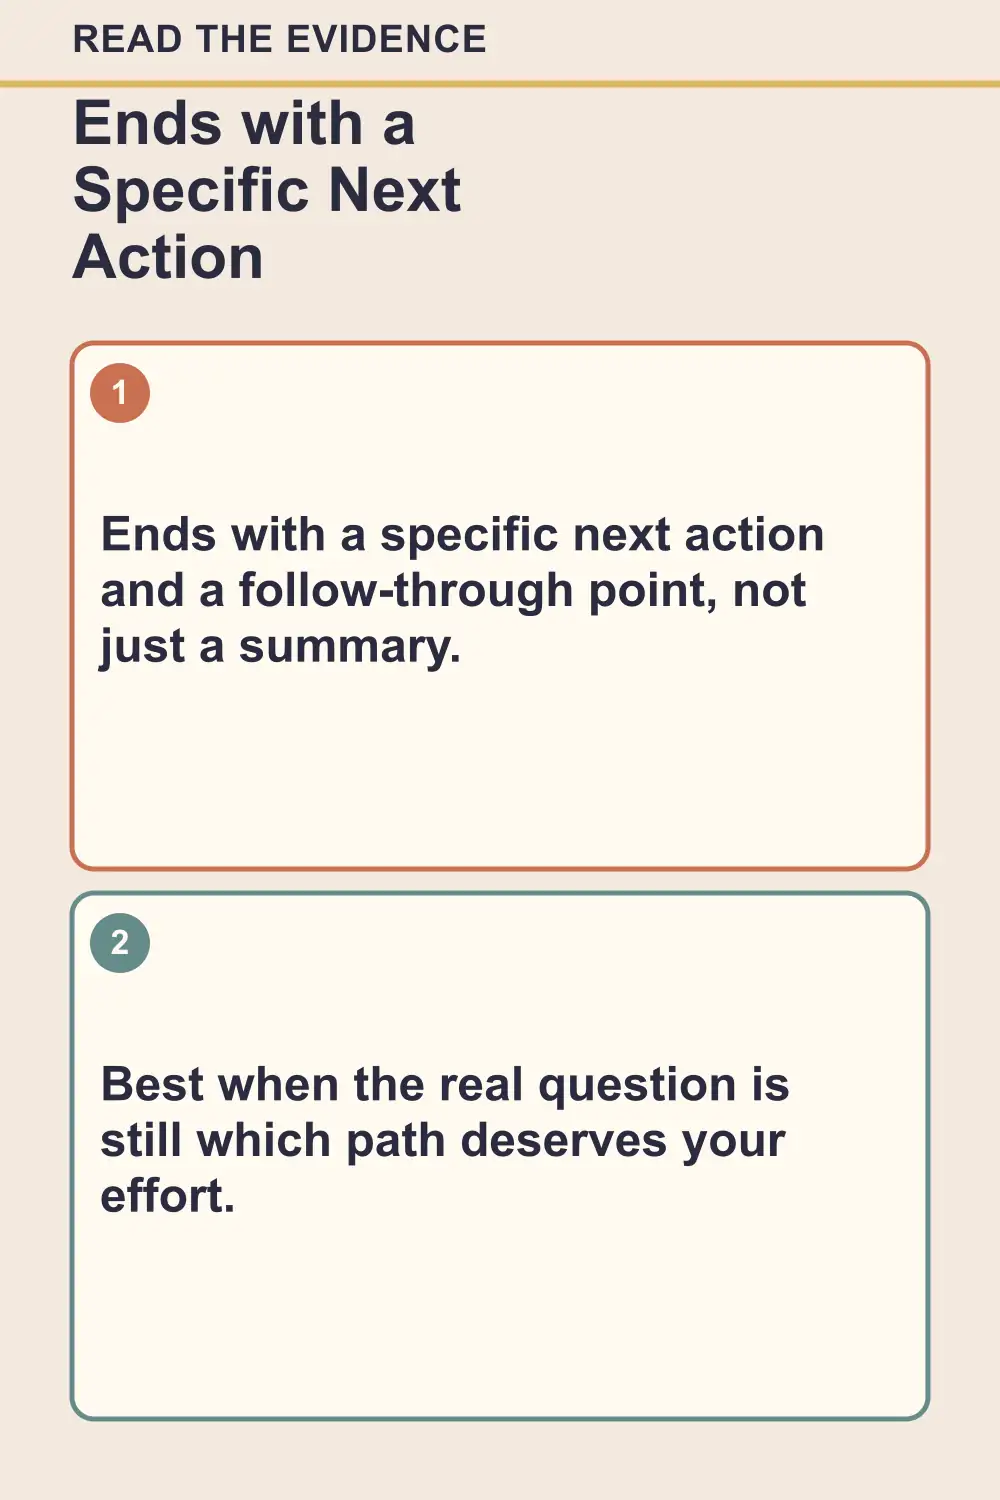 READ THE EVIDENCE
Ends with a
Specific Next
Action
1
Ends with a specific next action
and a follow-through point, not
just a summary.
2
Best when the real question is
still which path deserves your
effort.